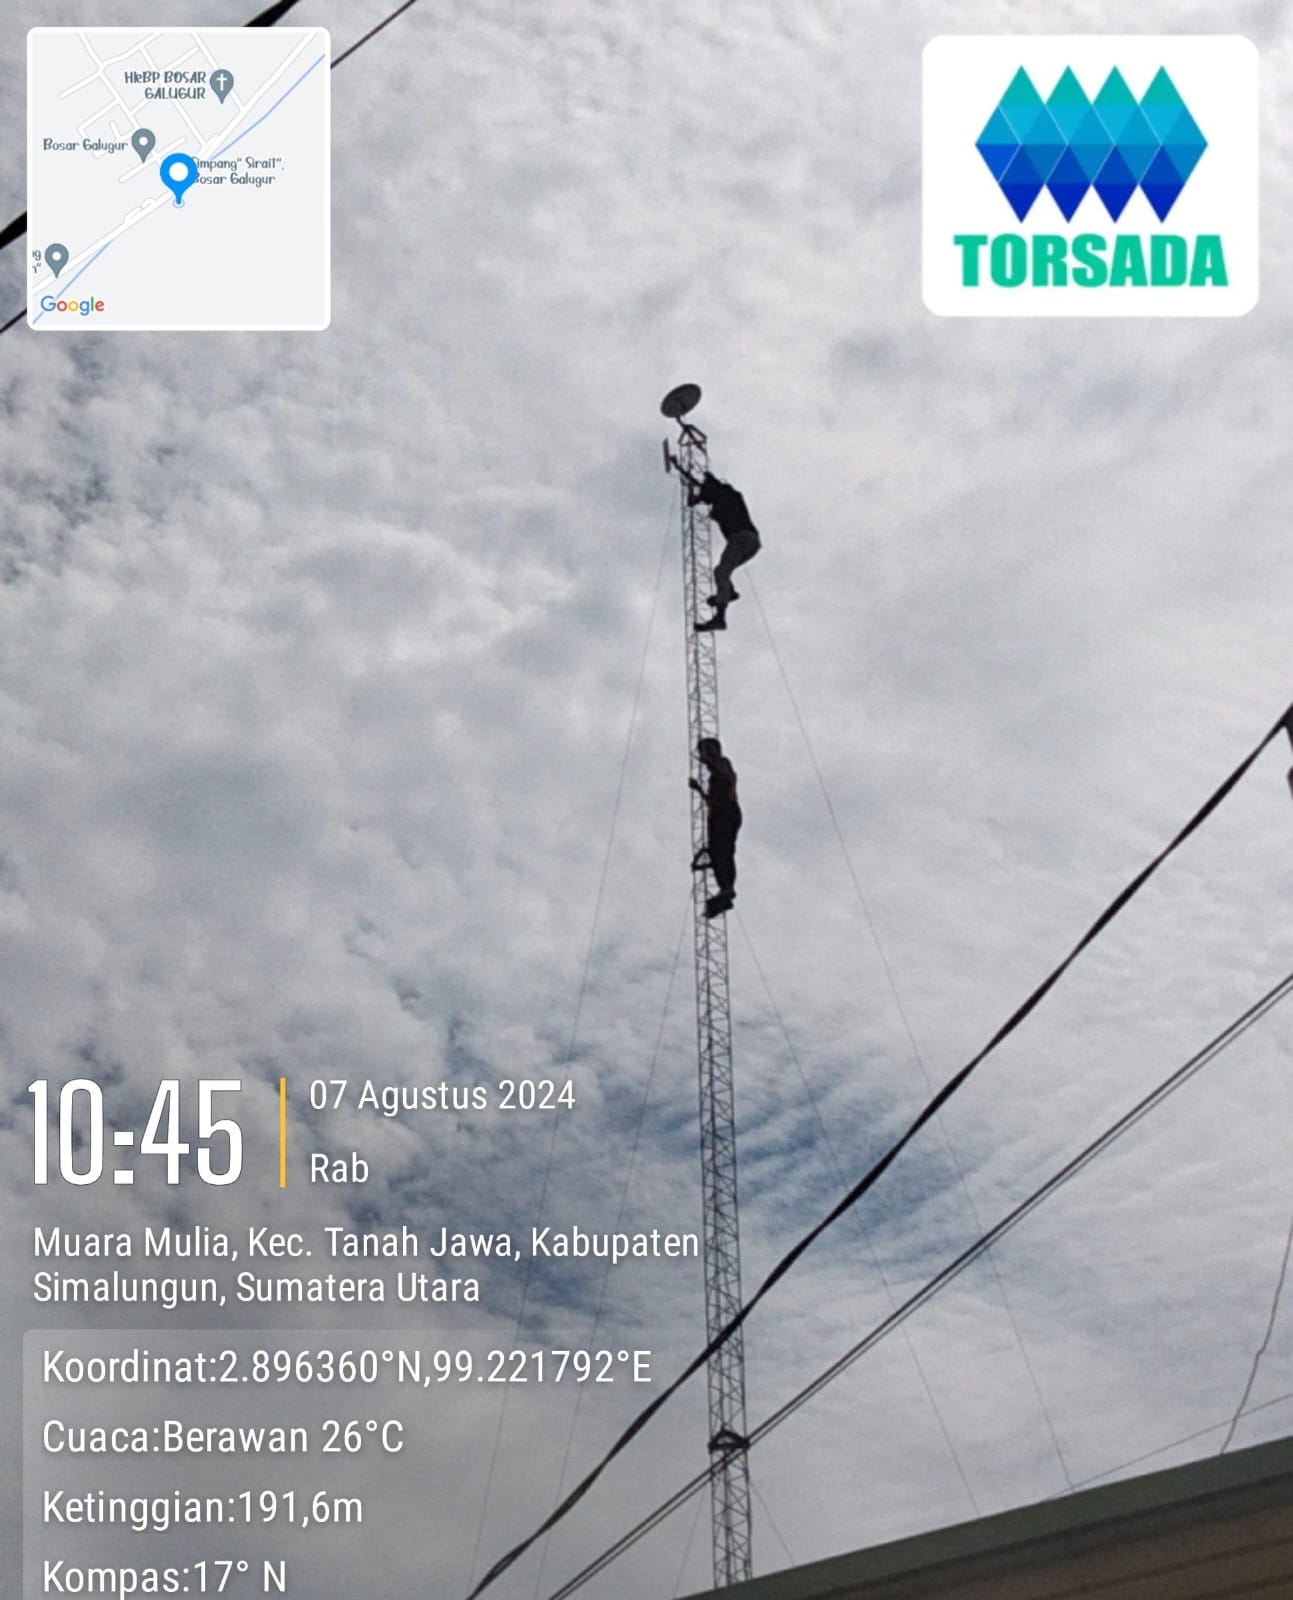 HKBP BOSAR
GALUGUR
Bosar Galugur
impang" Sirait",
osar Galugur
Google
TORSADA
10:45
07 Agustus 2024
Rab
Muara Mulia, Kec. Tanah Jawa, Kabupaten
Simalungun, Sumatera Utara
Koordinat:2.896360°N,99.221792°E
Cuaca:Berawan 26°C
Ketinggian:191,6m
Kompas:17° N